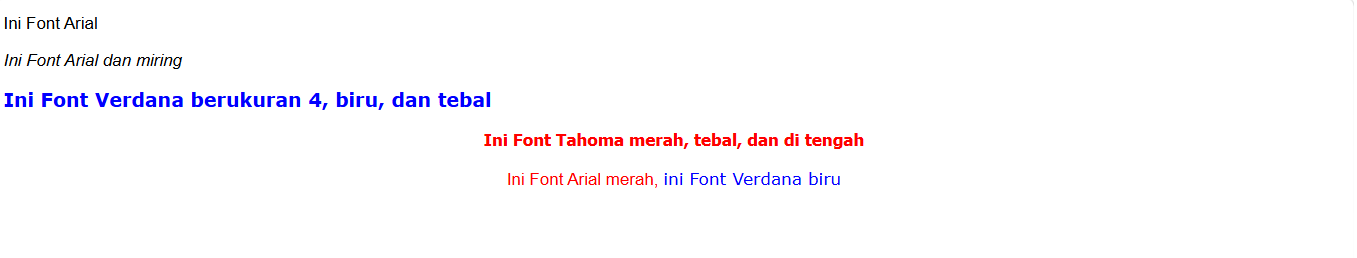 Ini Font Arial
Ini Font Arial dan miring
Ini Font Verdana berukuran 4, biru, dan tebal
Ini Font Tahoma merah, tebal, dan di tengah
Ini Font Arial merah, ini Font Verdana biru